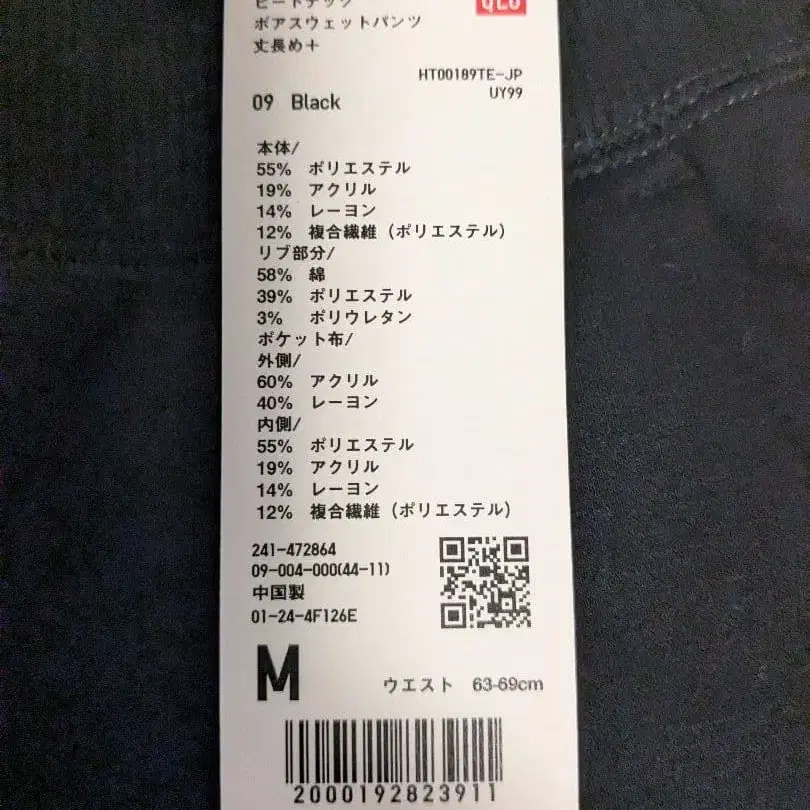 ヒートテック
QLO
ボアスウェットパンツ
丈長め+
HT00189TE-JP
UY99
09 Black
本体/
55% ポリエステル
19% アクリル
14% レーヨン
12% 複合繊維（ポリエステル）
リブ部分/
58% 綿
39% ポリエステル
3% ポリウレタン
ポケット布/
外側/
60% アクリル
40% レーヨン
内側/
55% ポリエステル
19% アクリル
14% レーヨン
12% 複合繊維（ポリエステル）
241-472864
09-004-000(44-11)
中国製
01-24-4F126E
M ウエスト 63-69cm
2000192823911